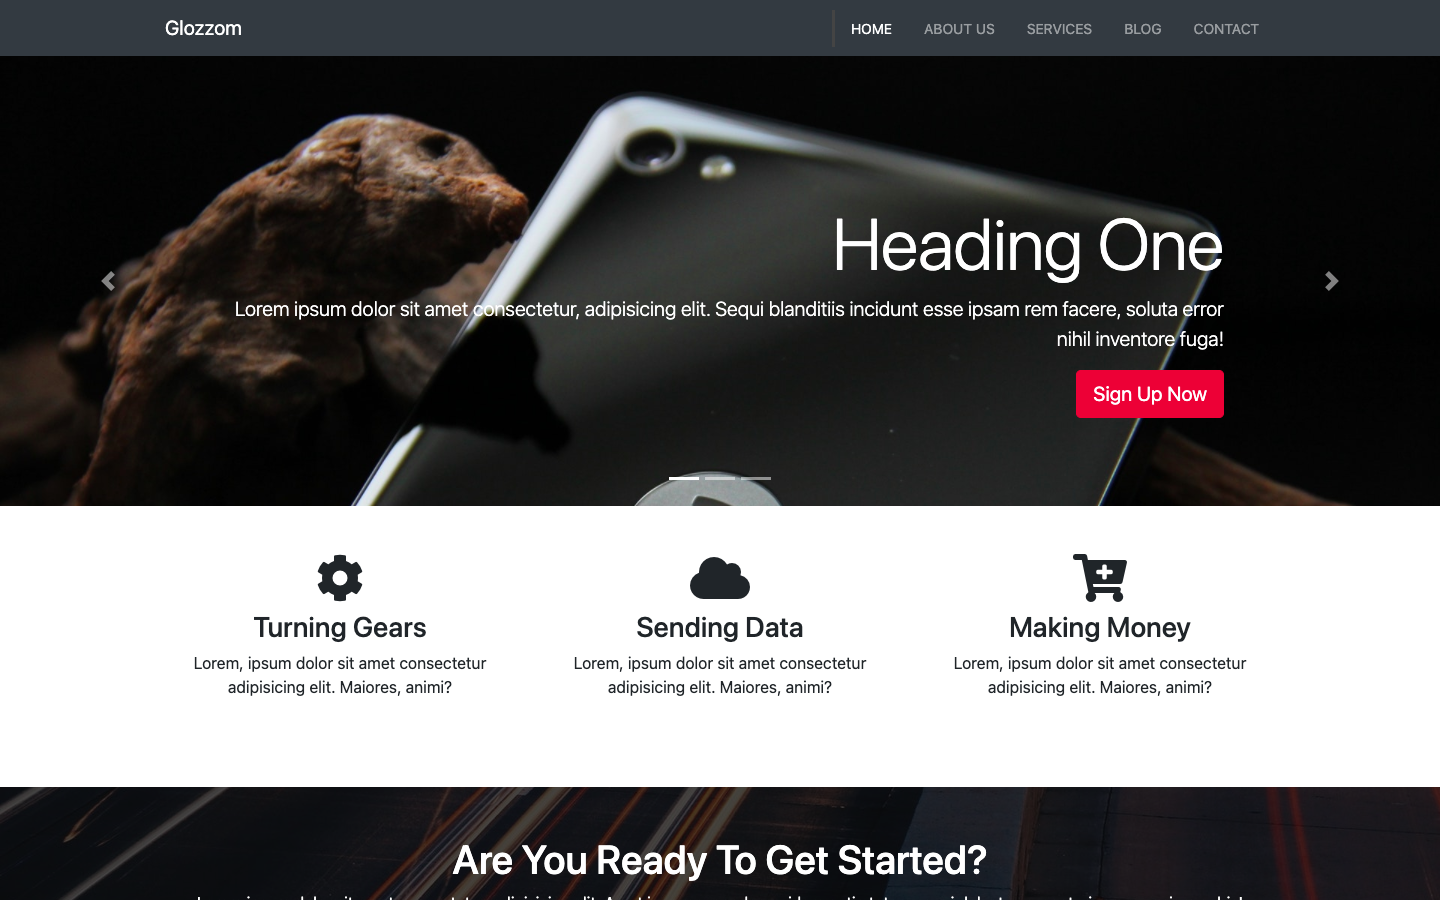 Glozzom
HOME ABOUT US SERVICES BLOG CONTACT
Heading One
Lorem ipsum dolor sit amet consectetur, adipisicing elit. Sequi blanditiis incidunt esse ipsam rem facere, soluta error
nihil inventore fuga!
Sign Up Now
Turning Gears
Lorem, ipsum dolor sit amet consectetur
adipisicing elit. Maiores, animi?
Sending Data
Lorem, ipsum dolor sit amet consectetur
adipisicing elit. Maiores, animi?
Making Money
Lorem, ipsum dolor sit amet consectetur
adipisicing elit. Maiores, animi?
Are You Ready To Get Started?